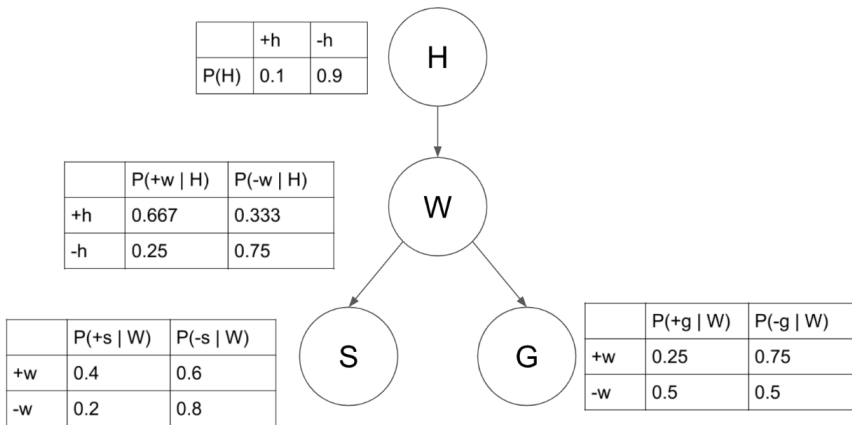 +h -h
P(H) 0.1 0.9
H
P(+w | H) P(-w | H)
+h 0.667 0.333
-h 0.25 0.75
W
P(+s | W) P(-s | W)
+w 0.4 0.6
-w 0.2 0.8
S
G
P(+g | W) P(-g | W)
+w 0.25 0.75
-w 0.5 0.5